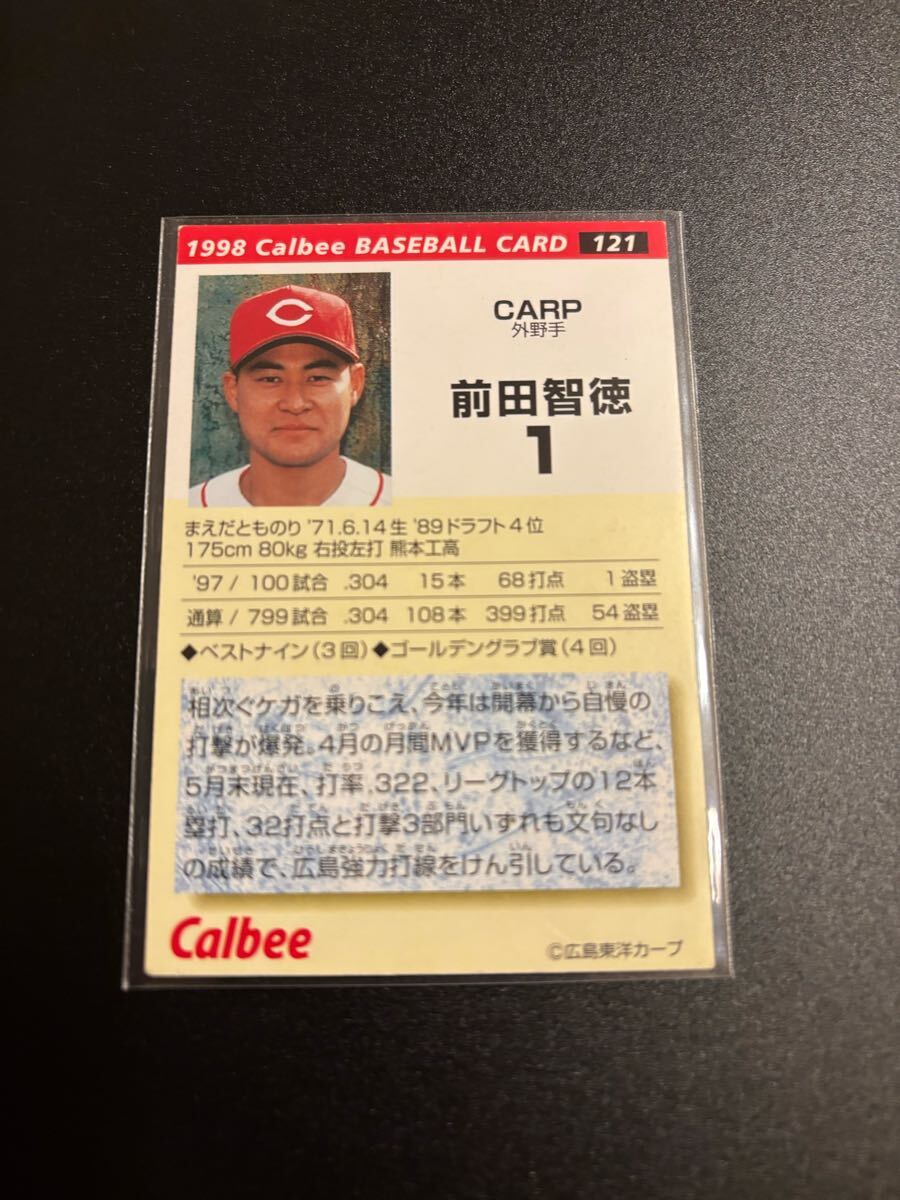 1998 Calbee BASEBALL CARD 121
CARP
外野手
前田智徳
1
まえだとものり '71.6.14生 '89ドラフト4位
175cm 80kg 右投左打 熊本工高
'97/100試合 .304 15本 68打点 1盗塁
通算/799試合 .304 108本 399打点 54盗塁
◆ベストナイン(3回)◆ゴールデングラブ賞(4回)
相次ぐケガを乗りこえ、今年は開幕から自慢の
打撃が爆発。4月の月間MVPを獲得するなど、
5月末現在、打率.322、リーグトップの12本
塁打、32打点と打撃3部門いずれも文句なし
の成績で、広島強力打線をけん引している。
Calbee
©広島東洋カープ